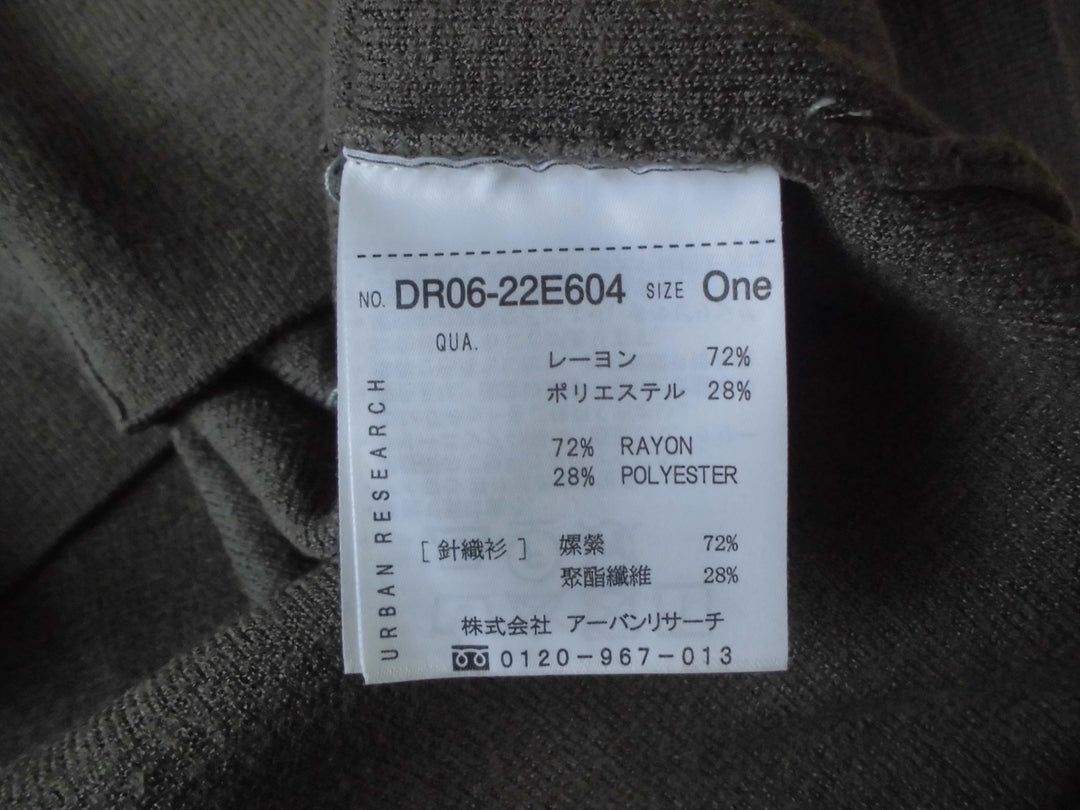 NO. DR06-22E604 SIZE One
QUA.
レーヨン 72%
ポリエステル 28%
72% RAYON
28% POLYESTER
[針織衫] 嫘縈 72%
聚酯纖維 28%
株式会社 アーバンリサーチ
0120-967-013
URBAN RESEARCH